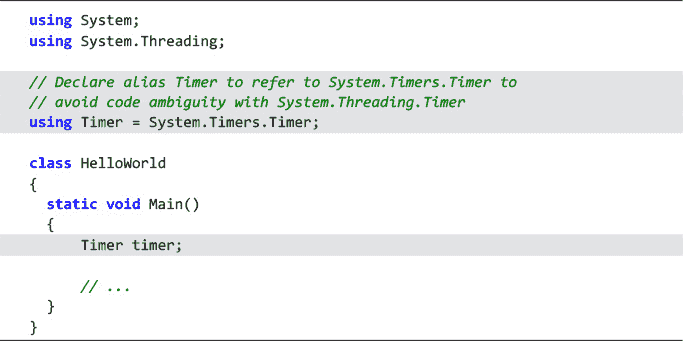 using System;
using System.Threading;
// Declare alias Timer to refer to System.Timers.Timer to
// avoid code ambiguity with System.Threading.Timer
using Timer = System.Timers.Timer;
class HelloWorld
{
static void Main()
{
Timer timer;
// ...
}
}